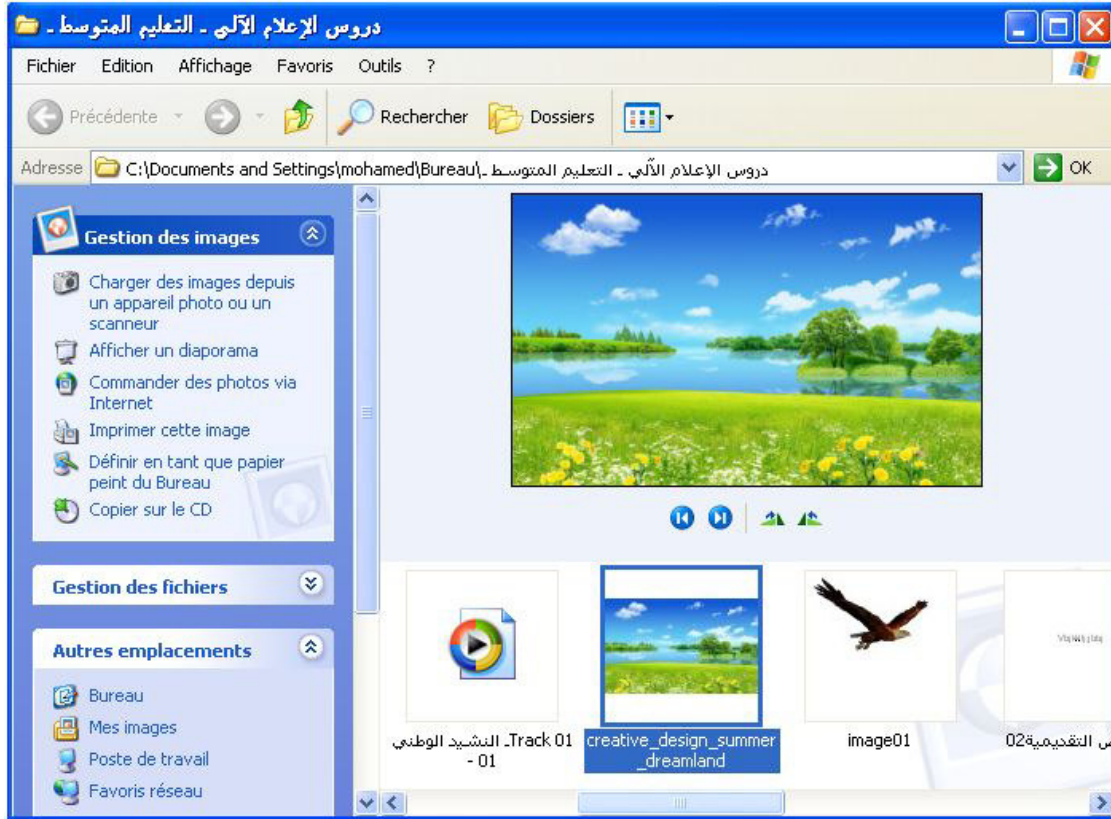 دروس الإعلام الآلي ـ التعليم المتوسط ـ
Fichier Edition Affichage Favoris Outils ?
Précédente Rechercher Dossiers
Adresse C:\Documents and Settings\mohamed\Bureau\دروس الإعلام الآلي ـ التعليم المتوسط ـ OK
Gestion des images
Charger des images depuis
un appareil photo ou un
scanneur
Afficher un diaporama
Commander des photos via
Internet
Imprimer cette image
Définir en tant que papier
peint du Bureau
Copier sur le CD
Gestion des fichiers
Autres emplacements
Bureau
Mes images
Poste de travail
Favoris réseau
Track 01ـ النشيد الوطني
- 01
creative_design_summer
_dreamland
image01
التقديمية02